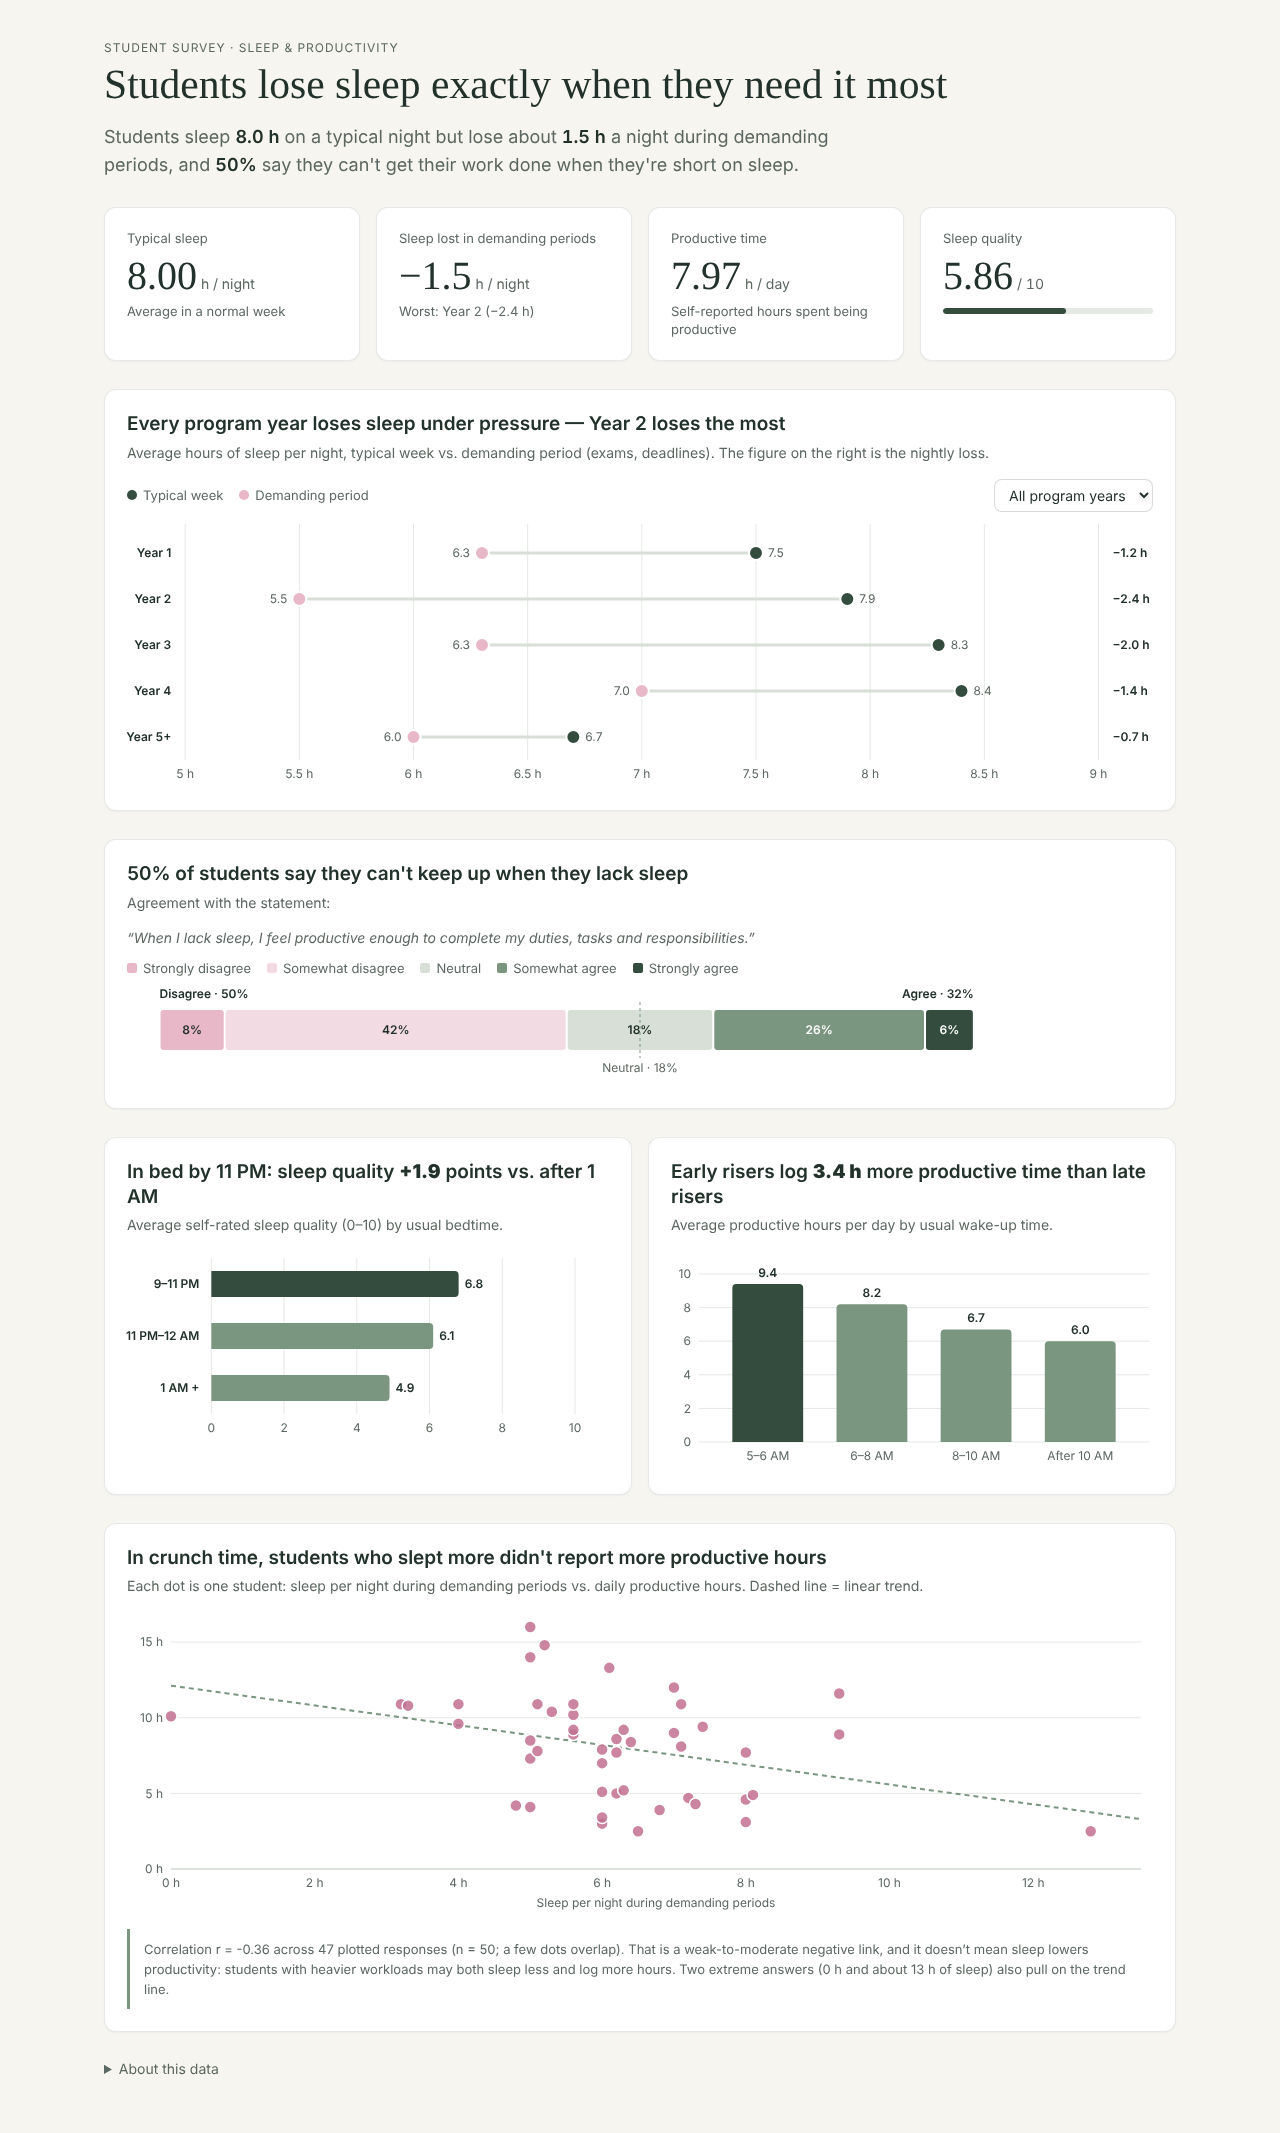 STUDENT SURVEY · SLEEP & PRODUCTIVITY
Students lose sleep exactly when they need it most
Students sleep 8.0 h on a typical night but lose about 1.5 h a night during demanding
periods, and 50% say they can't get their work done when they're short on sleep.
Typical sleep
8.00 h / night
Average in a normal week
Sleep lost in demanding periods
−1.5 h / night
Worst: Year 2 (−2.4 h)
Productive time
7.97 h / day
Self-reported hours spent being
productive
Sleep quality
5.86 / 10
Every program year loses sleep under pressure — Year 2 loses the most
Average hours of sleep per night, typical week vs. demanding period (exams, deadlines). The figure on the right is the nightly loss.
Typical week Demanding period
All program years
Year 1 6.3 7.5 −1.2 h
Year 2 5.5 7.9 −2.4 h
Year 3 6.3 8.3 −2.0 h
Year 4 7.0 8.4 −1.4 h
Year 5+ 6.0 6.7 −0.7 h
5 h 5.5 h 6 h 6.5 h 7 h 7.5 h 8 h 8.5 h 9 h
50% of students say they can't keep up when they lack sleep
Agreement with the statement:
“When I lack sleep, I feel productive enough to complete my duties, tasks and responsibilities.”
Strongly disagree Somewhat disagree Neutral Somewhat agree Strongly agree
Disagree · 50% Agree · 32%
8% 42% 18% 26% 6%
Neutral · 18%
In bed by 11 PM: sleep quality +1.9 points vs. after 1
AM
Average self-rated sleep quality (0–10) by usual bedtime.
9–11 PM 6.8
11 PM–12 AM 6.1
1 AM + 4.9
0 2 4 6 8 10
Early risers log 3.4 h more productive time than late
risers
Average productive hours per day by usual wake-up time.
10
8
6
4
2
0
9.4 8.2 6.7 6.0
5–6 AM 6–8 AM 8–10 AM After 10 AM
In crunch time, students who slept more didn't report more productive hours
Each dot is one student: sleep per night during demanding periods vs. daily productive hours. Dashed line = linear trend.
15 h
10 h
5 h
0 h
0 h 2 h 4 h 6 h 8 h 10 h 12 h
Sleep per night during demanding periods
Correlation r = -0.36 across 47 plotted responses (n = 50; a few dots overlap). That is a weak-to-moderate negative link, and it doesn’t mean sleep lowers
productivity: students with heavier workloads may both sleep less and log more hours. Two extreme answers (0 h and about 13 h of sleep) also pull on the trend
line.
About this data